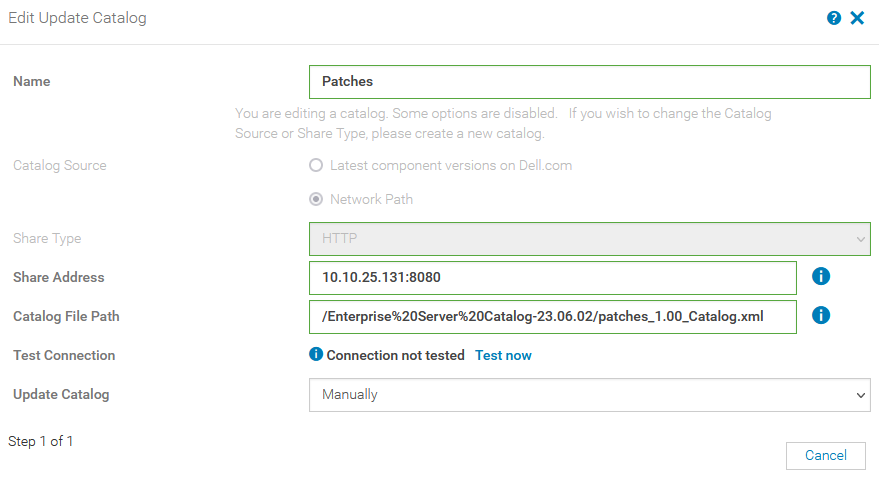 Edit Update Catalog
Name
Patches
You are editing a catalog. Some options are disabled. If you wish to change the Catalog
Source or Share Type, please create a new catalog.
Catalog Source
Latest component versions on Dell.com
Network Path
Share Type
HTTP
Share Address
10.10.25.131:8080
Catalog File Path
/Enterprise%20Server%20Catalog-23.06.02/patches_1.00_Catalog.xml
Test Connection
Connection not tested Test now
Update Catalog
Manually
Step 1 of 1
Cancel